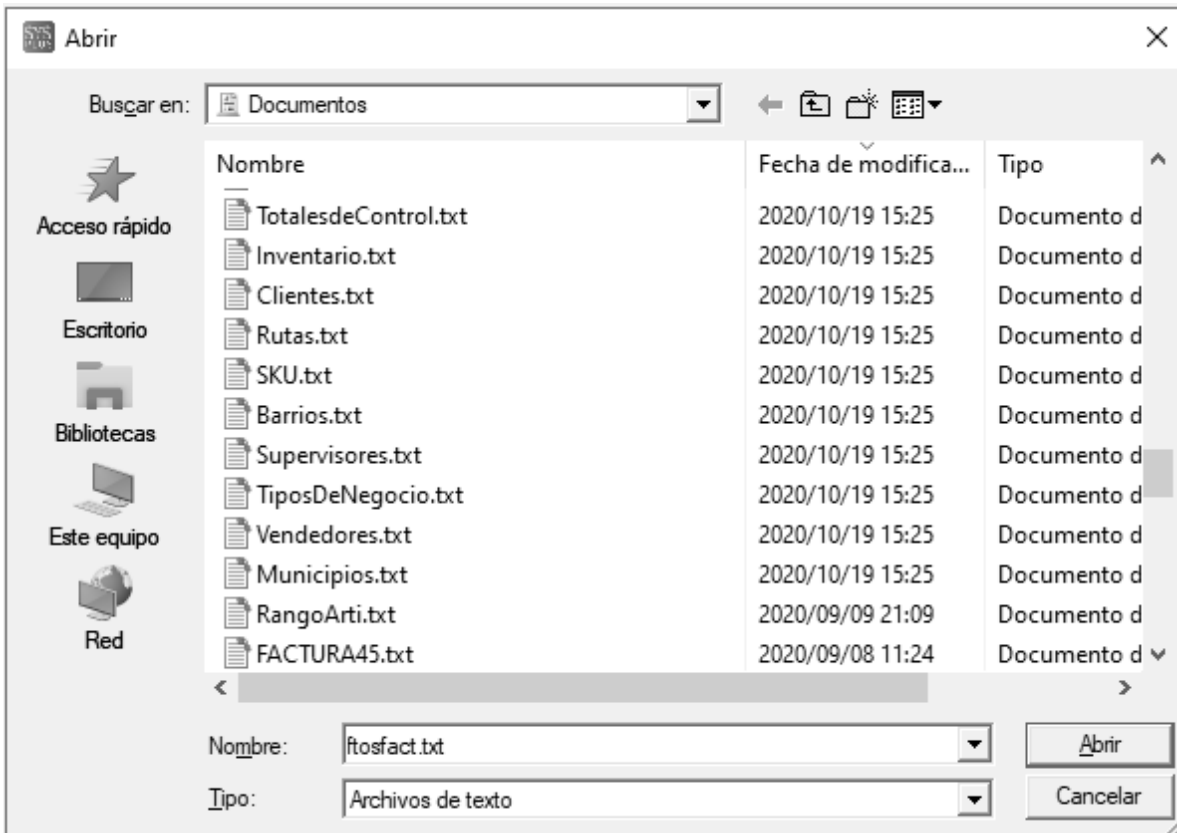 SYS PLUS Abrir
Buscar en: Documentos
Nombre Fecha de modifica... Tipo
TotalesdeControl.txt 2020/10/19 15:25 Documento d
Inventario.txt 2020/10/19 15:25 Documento d
Clientes.txt 2020/10/19 15:25 Documento d
Rutas.txt 2020/10/19 15:25 Documento d
SKU.txt 2020/10/19 15:25 Documento d
Barrios.txt 2020/10/19 15:25 Documento d
Supervisores.txt 2020/10/19 15:25 Documento d
TiposDeNegocio.txt 2020/10/19 15:25 Documento d
Vendedores.txt 2020/10/19 15:25 Documento d
Municipios.txt 2020/10/19 15:25 Documento d
RangoArti.txt 2020/09/09 21:09 Documento d
FACTURA45.txt 2020/09/08 11:24 Documento d
Acceso rápido
Escritorio
Bibliotecas
Este equipo
Red
Nombre: ftosfact.txt Abrir
Tipo: Archivos de texto Cancelar